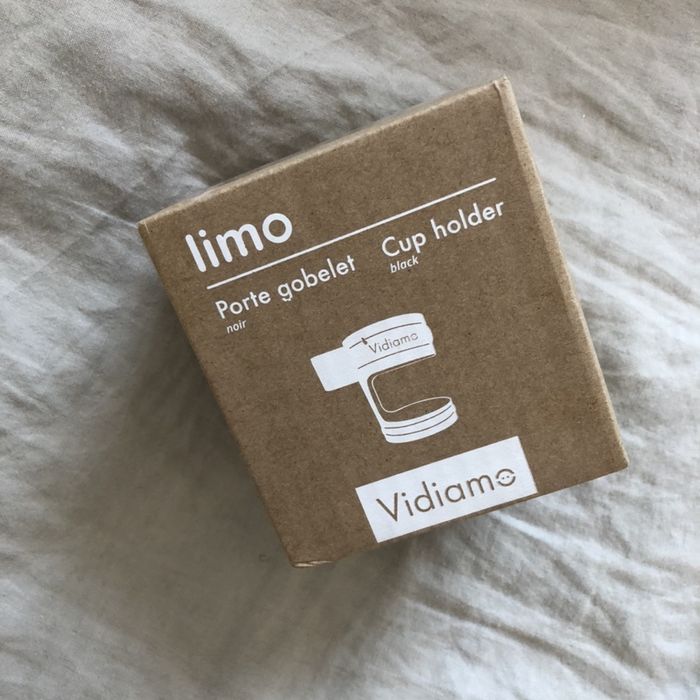 limo
Porte gobelet
noir
Cup holder
black
Vidiamo
Vidiamo